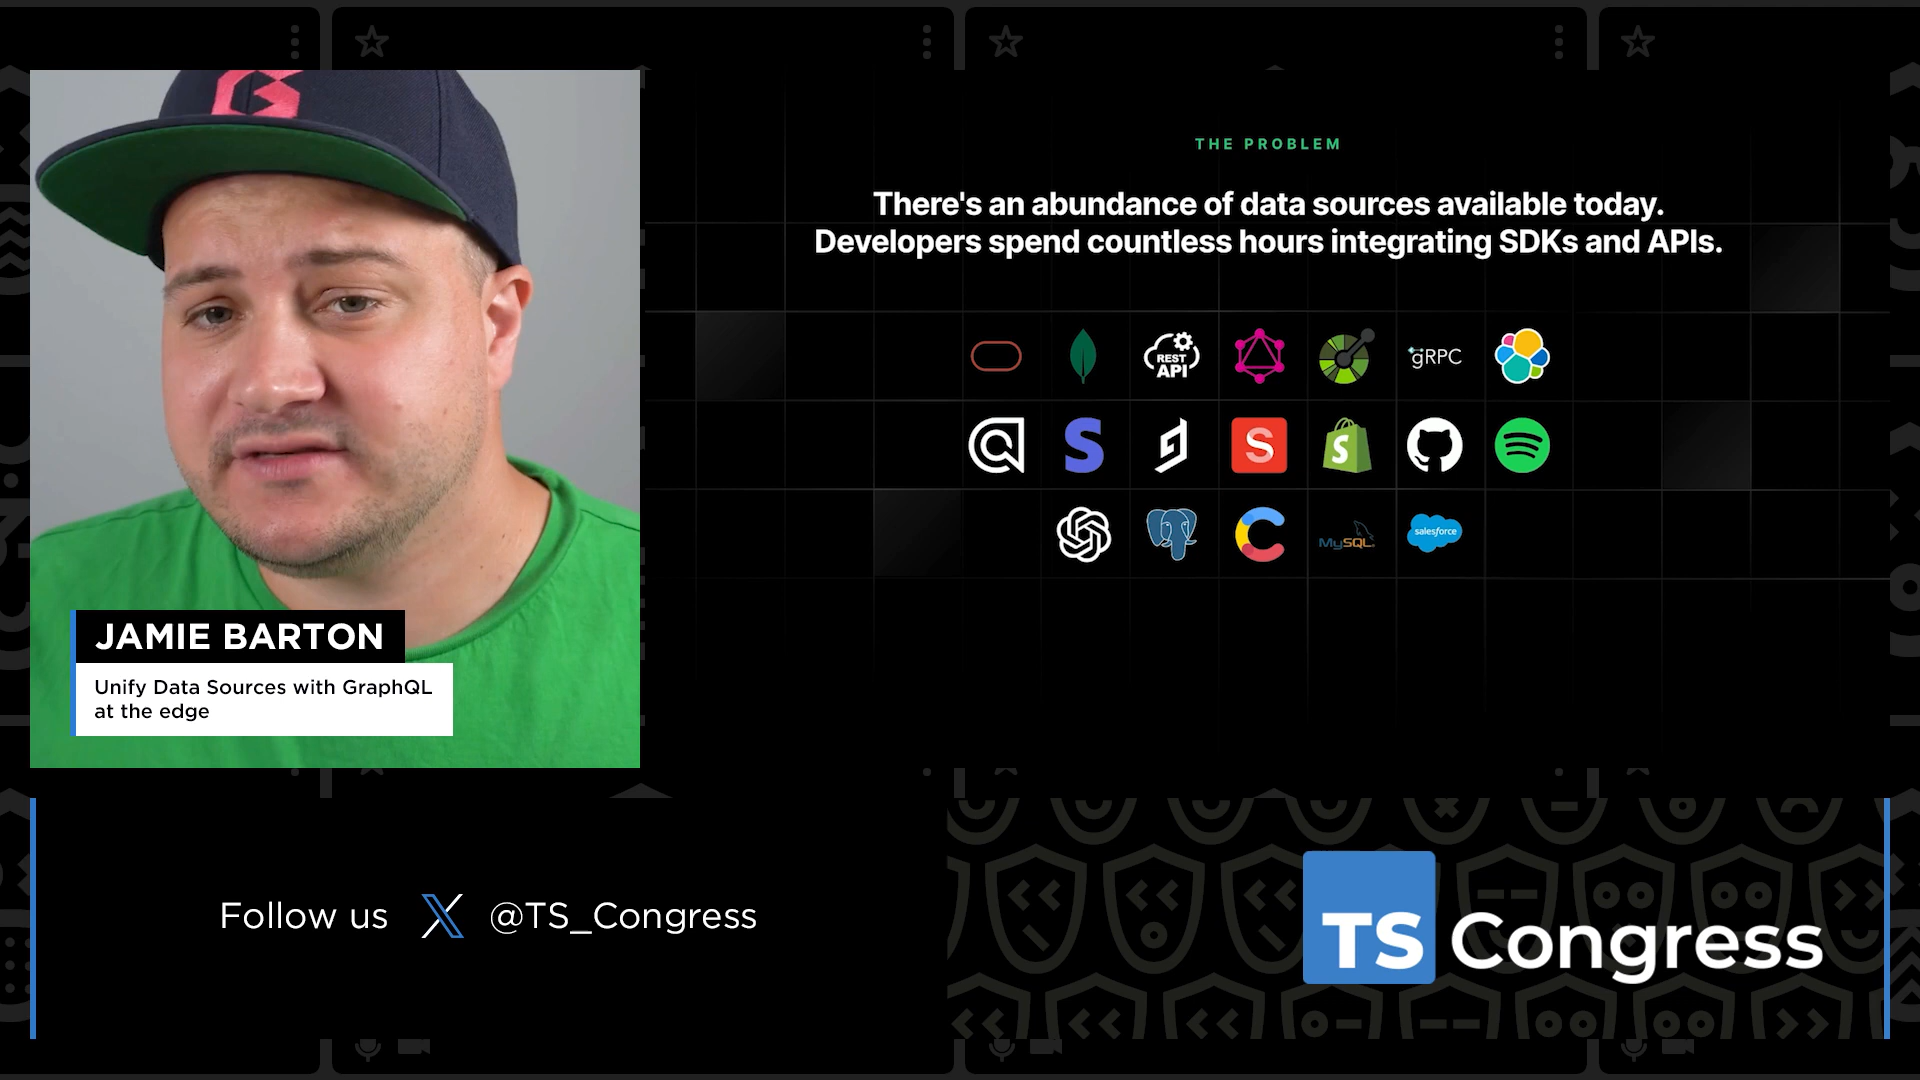 THE PROBLEM
There's an abundance of data sources available today.
Developers spend countless hours integrating SDKs and APIs.
REST
API
gRPC
S
S
S
MySQL
salesforce
JAMIE BARTON
Unify Data Sources with GraphQL
at the edge
Follow us X @TS_Congress
TS Congress